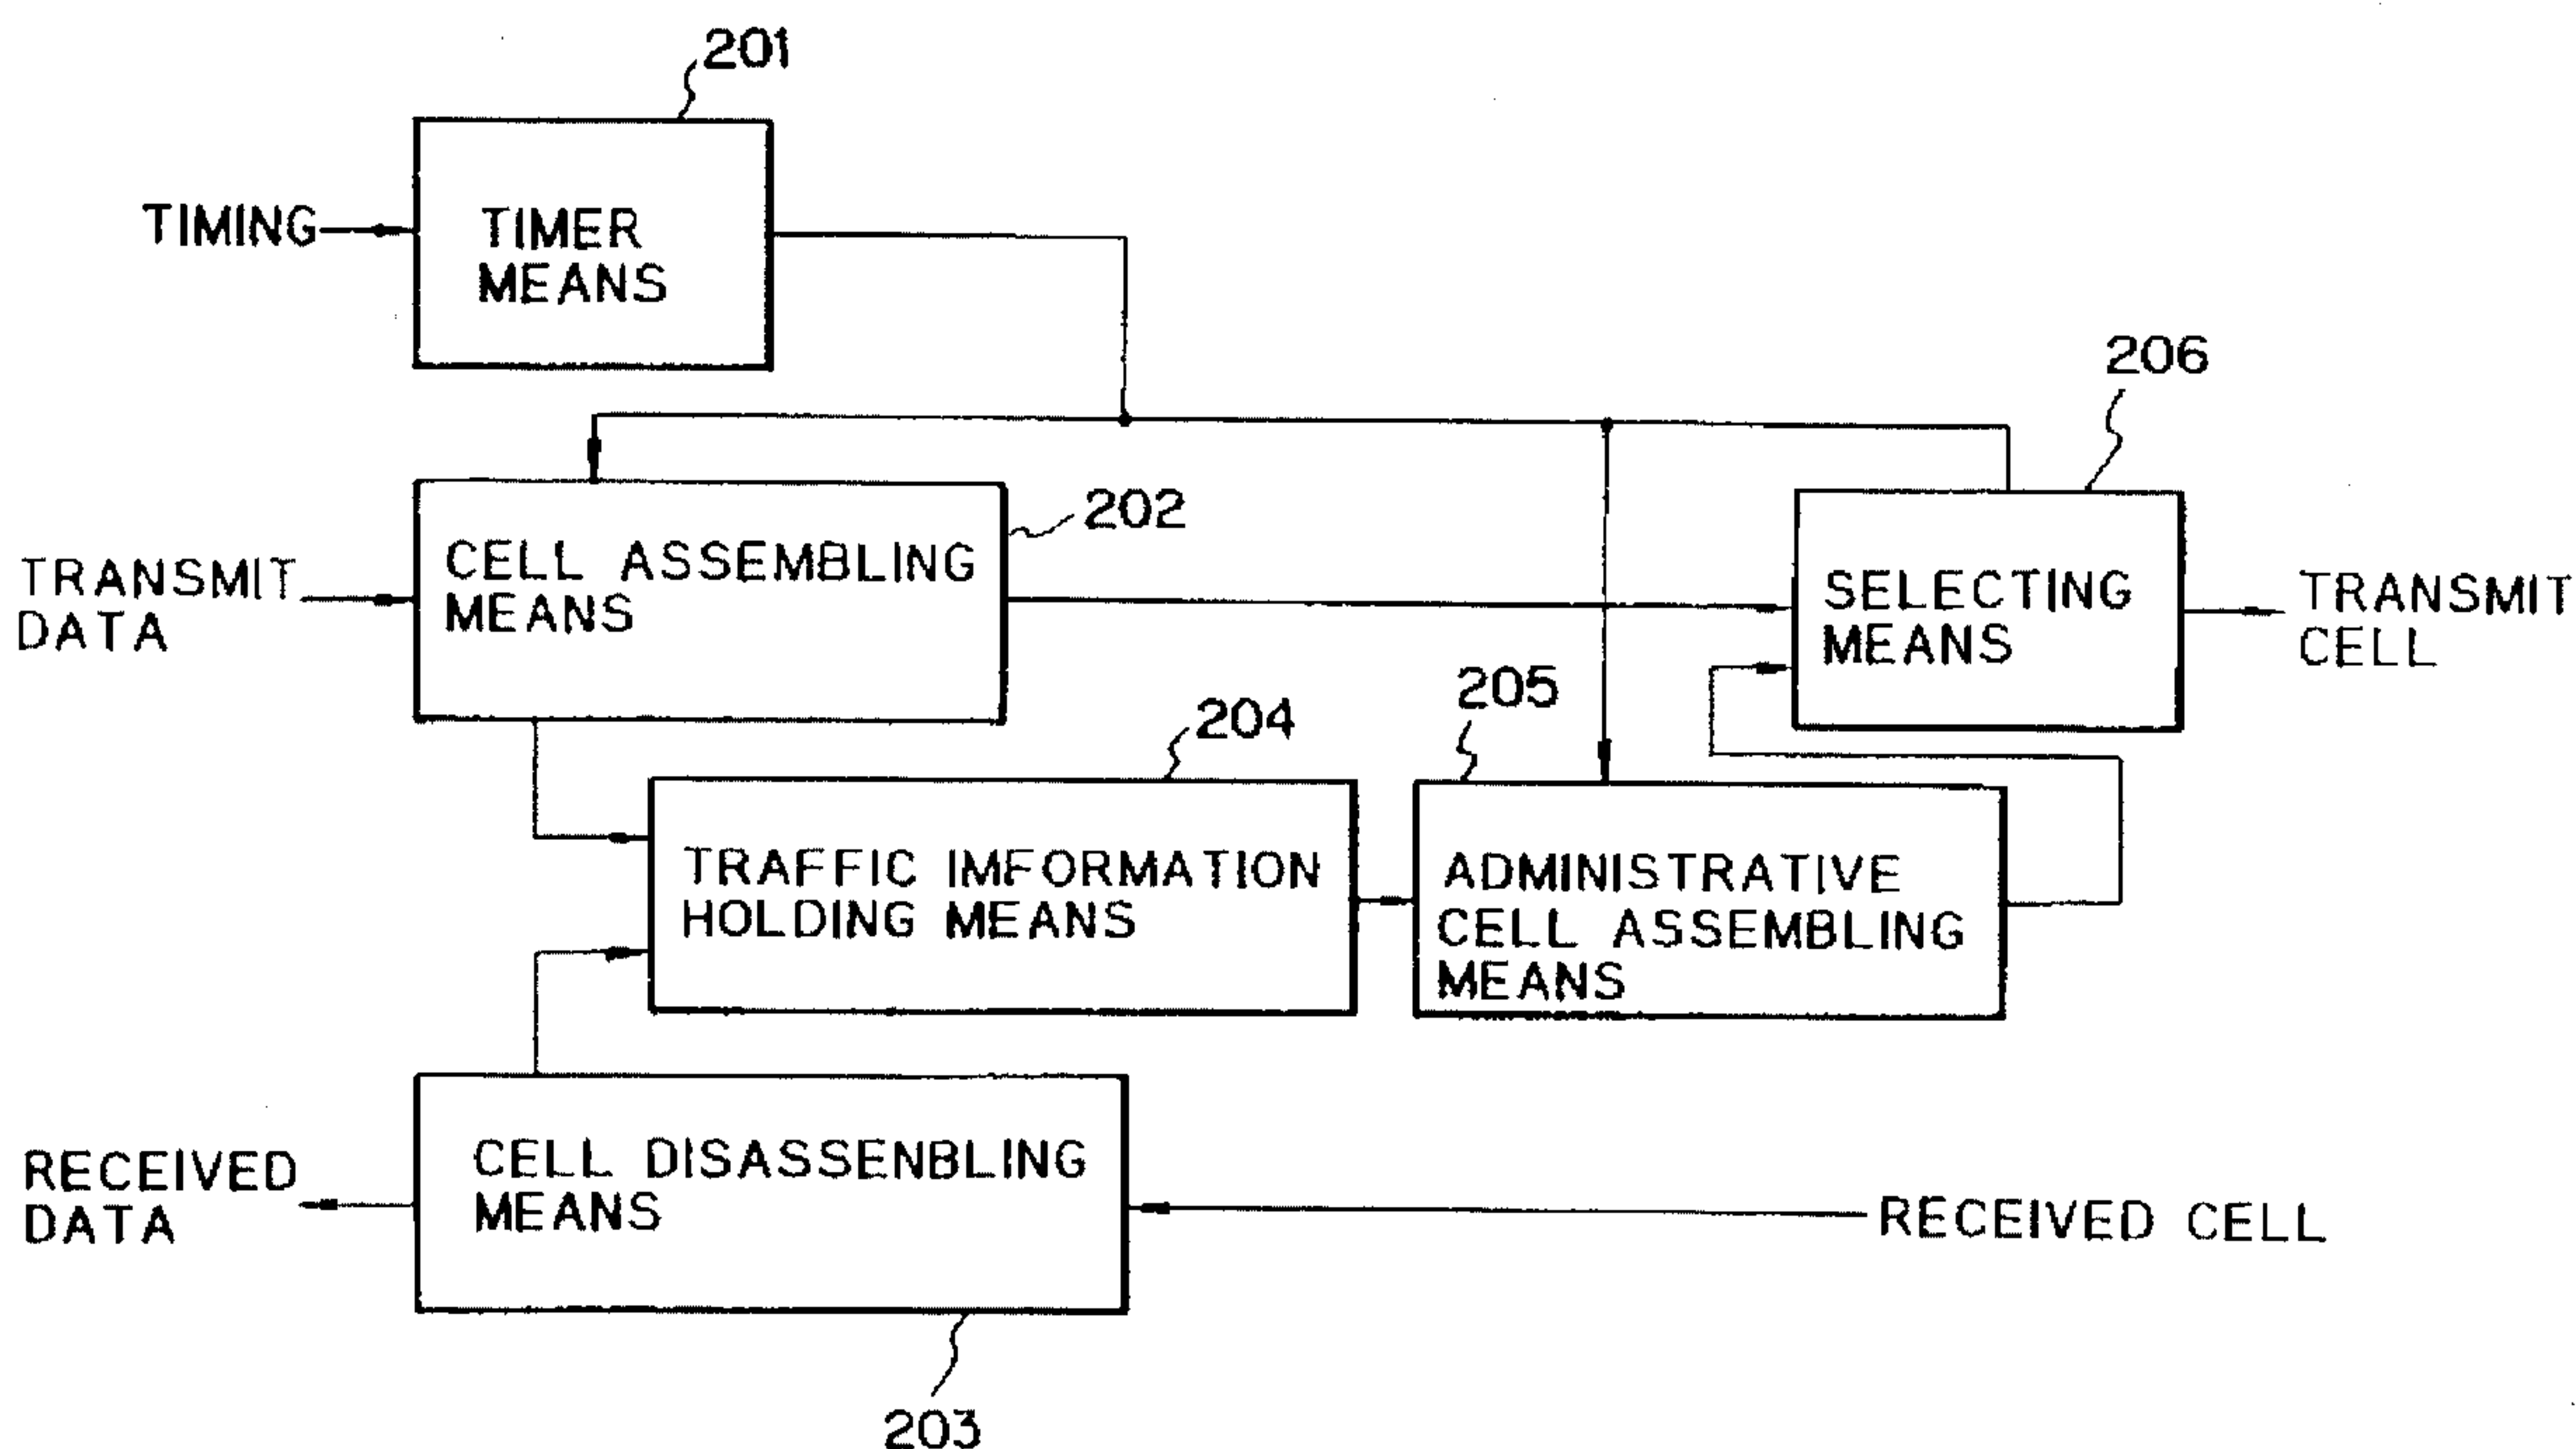 201
TIMING
TIMER
MEANS
206
202
TRANSMIT
DATA
CELL ASSEMBLING
MEANS
SELECTING
MEANS
TRANSMIT
CELL
205
204
TRAFFIC IMFORMATION
HOLDING MEANS
ADMINISTRATIVE
CELL ASSEMBLING
MEANS
RECEIVED
DATA
CELL DISASSENBLING
MEANS
RECEIVED CELL
203